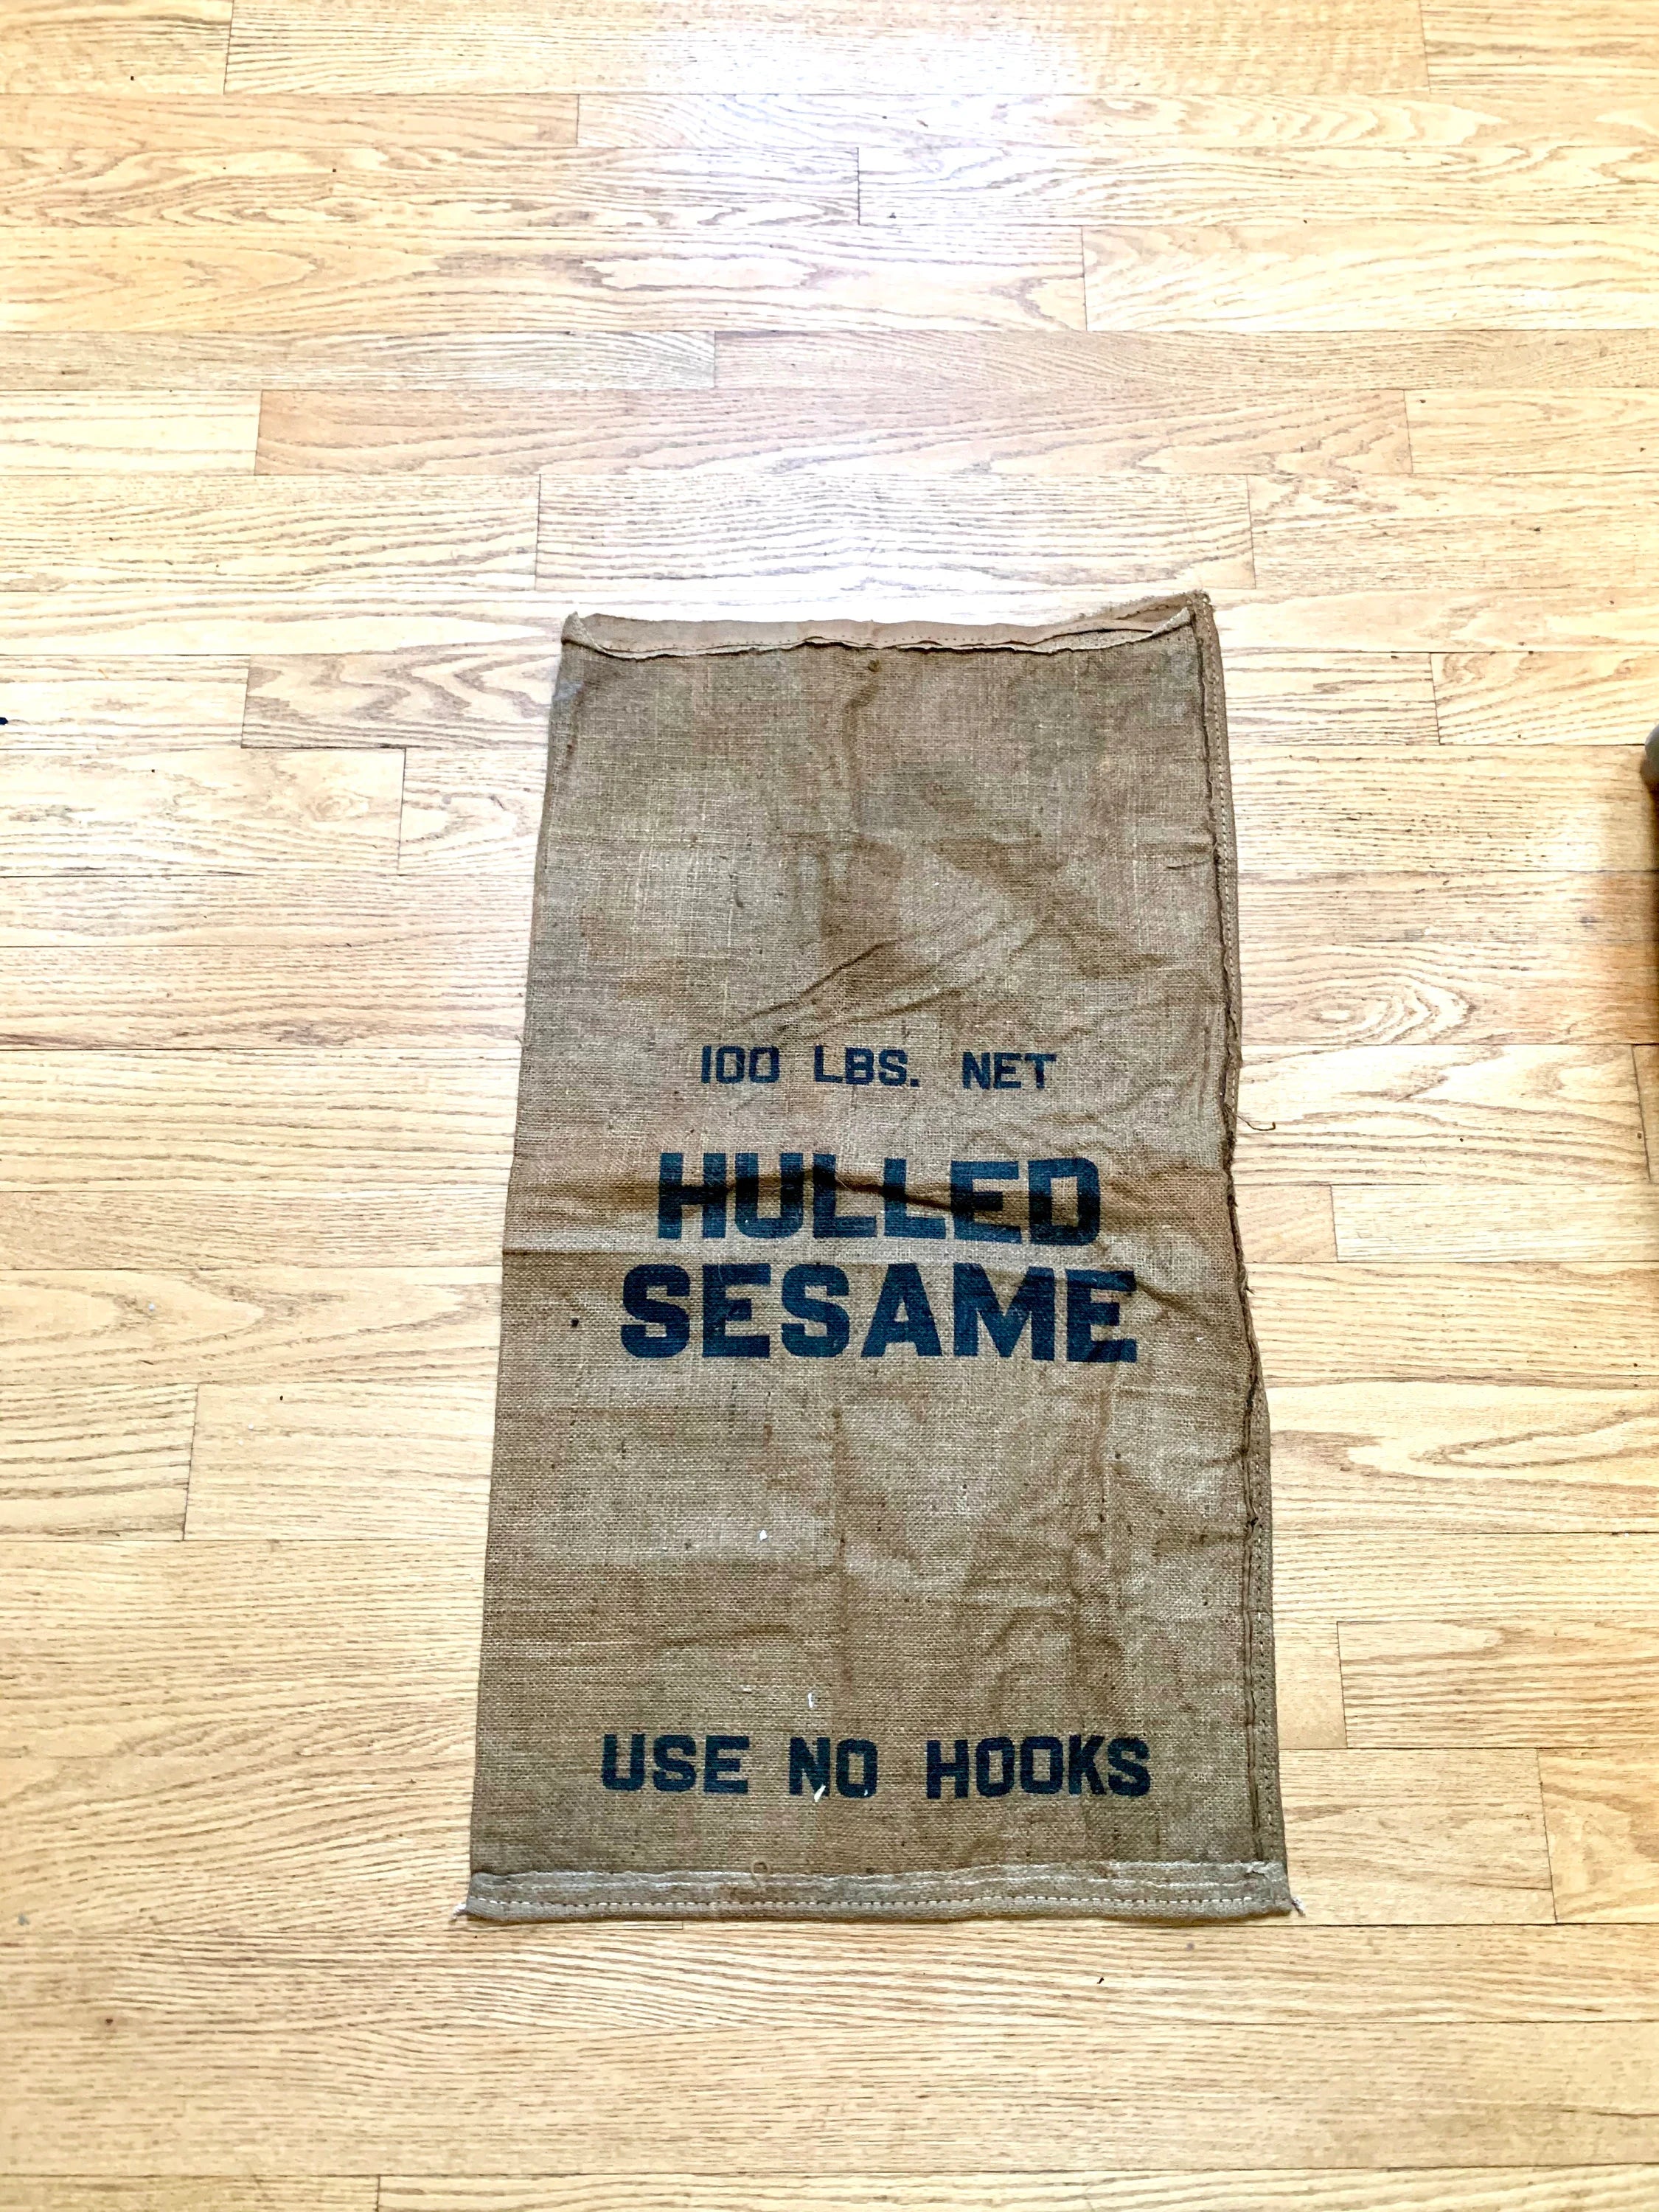 100 LBS. NET
HULLED
SESAME
USE NO HOOKS